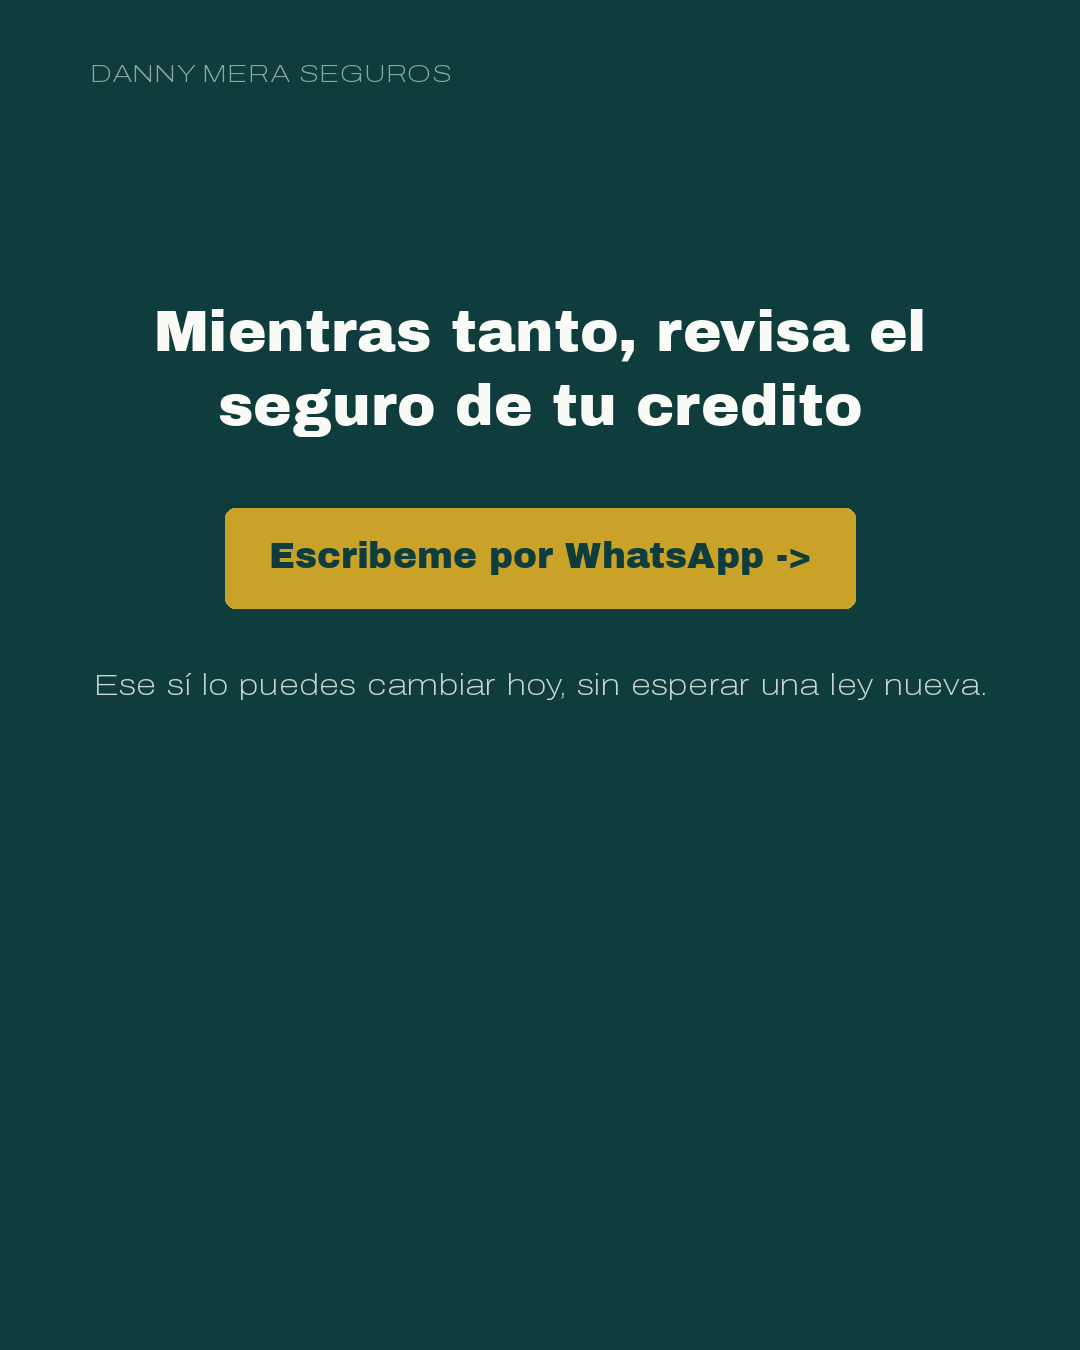 DANNY MERA SEGUROS
Mientras tanto, revisa el
seguro de tu credito
Escribeme por WhatsApp ->
Ese sí lo puedes cambiar hoy, sin esperar una ley nueva.